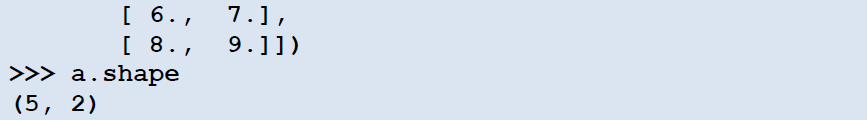 [ 6., 7.],
[ 8., 9.]])
>>> a.shape
(5, 2)